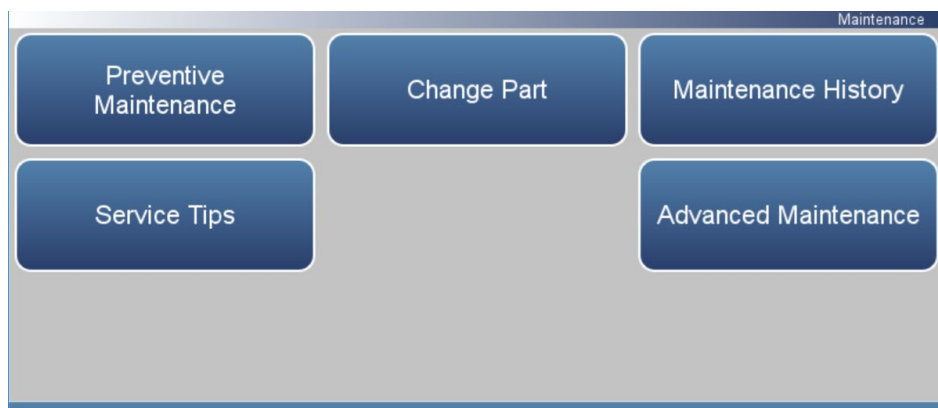 Maintenance
Preventive
Maintenance
Change Part
Maintenance History
Service Tips
Advanced Maintenance